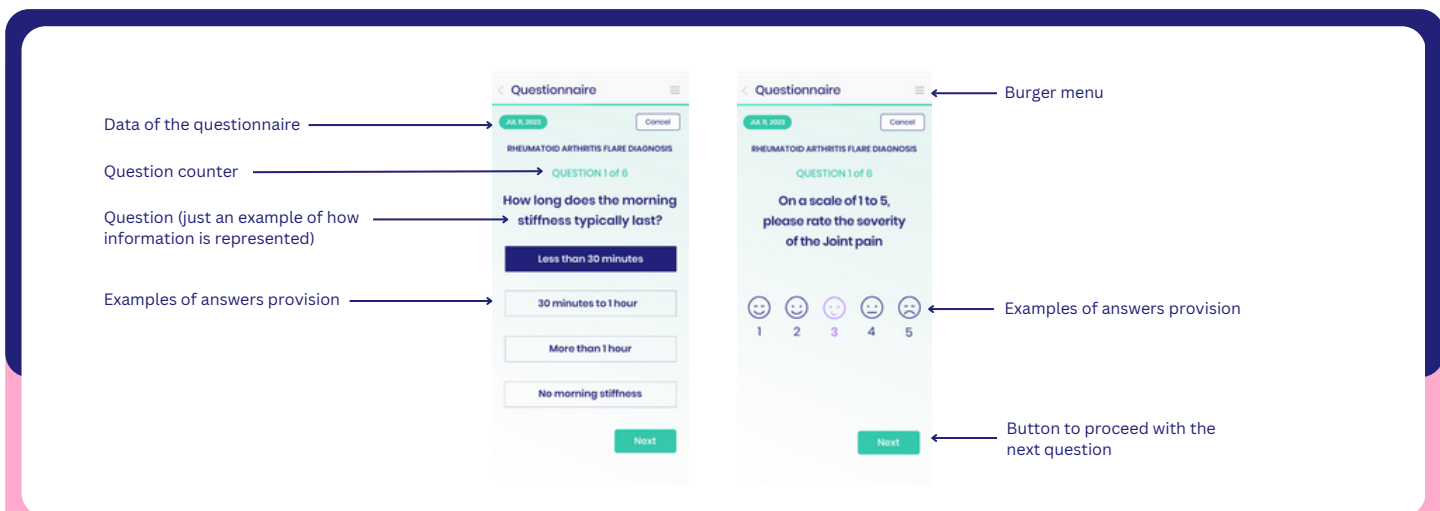 Data of the questionnaire
Question counter
Question (just an example of how
information is represented)
Examples of answers provision
Questionnaire
JUL 11, 2023
Cancel
RHEUMATOID ARTHRITIS FLARE DIAGNOSIS
QUESTION 1 of 6
How long does the morning
stiffness typically last?
Less than 30 minutes
30 minutes to 1 hour
More than 1 hour
No morning stiffness
Next
Questionnaire
JUL 11, 2023
Cancel
RHEUMATOID ARTHRITIS FLARE DIAGNOSIS
QUESTION 1 of 6
On a scale of 1 to 5,
please rate the severity
of the Joint pain
1 2 3 4 5
Next
Burger menu
Examples of answers provision
Button to proceed with the
next question